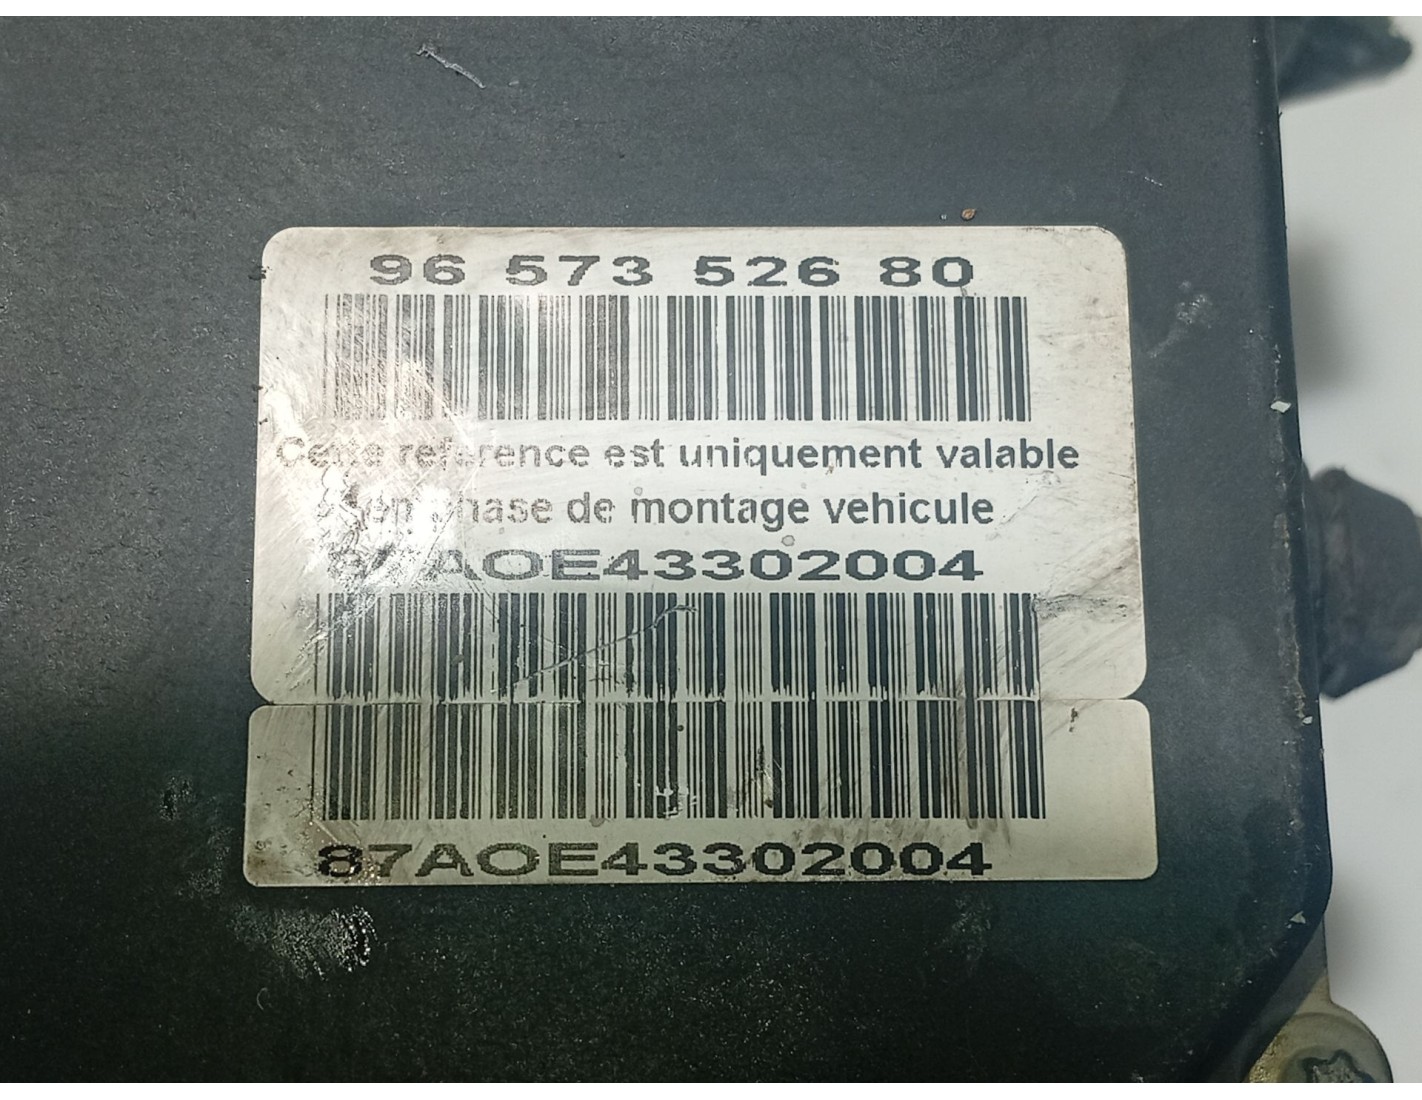 96 573 526 80
Cette reference est uniquement valable
en phase de montage vehicule
87AOE43302004
87AOE43302004